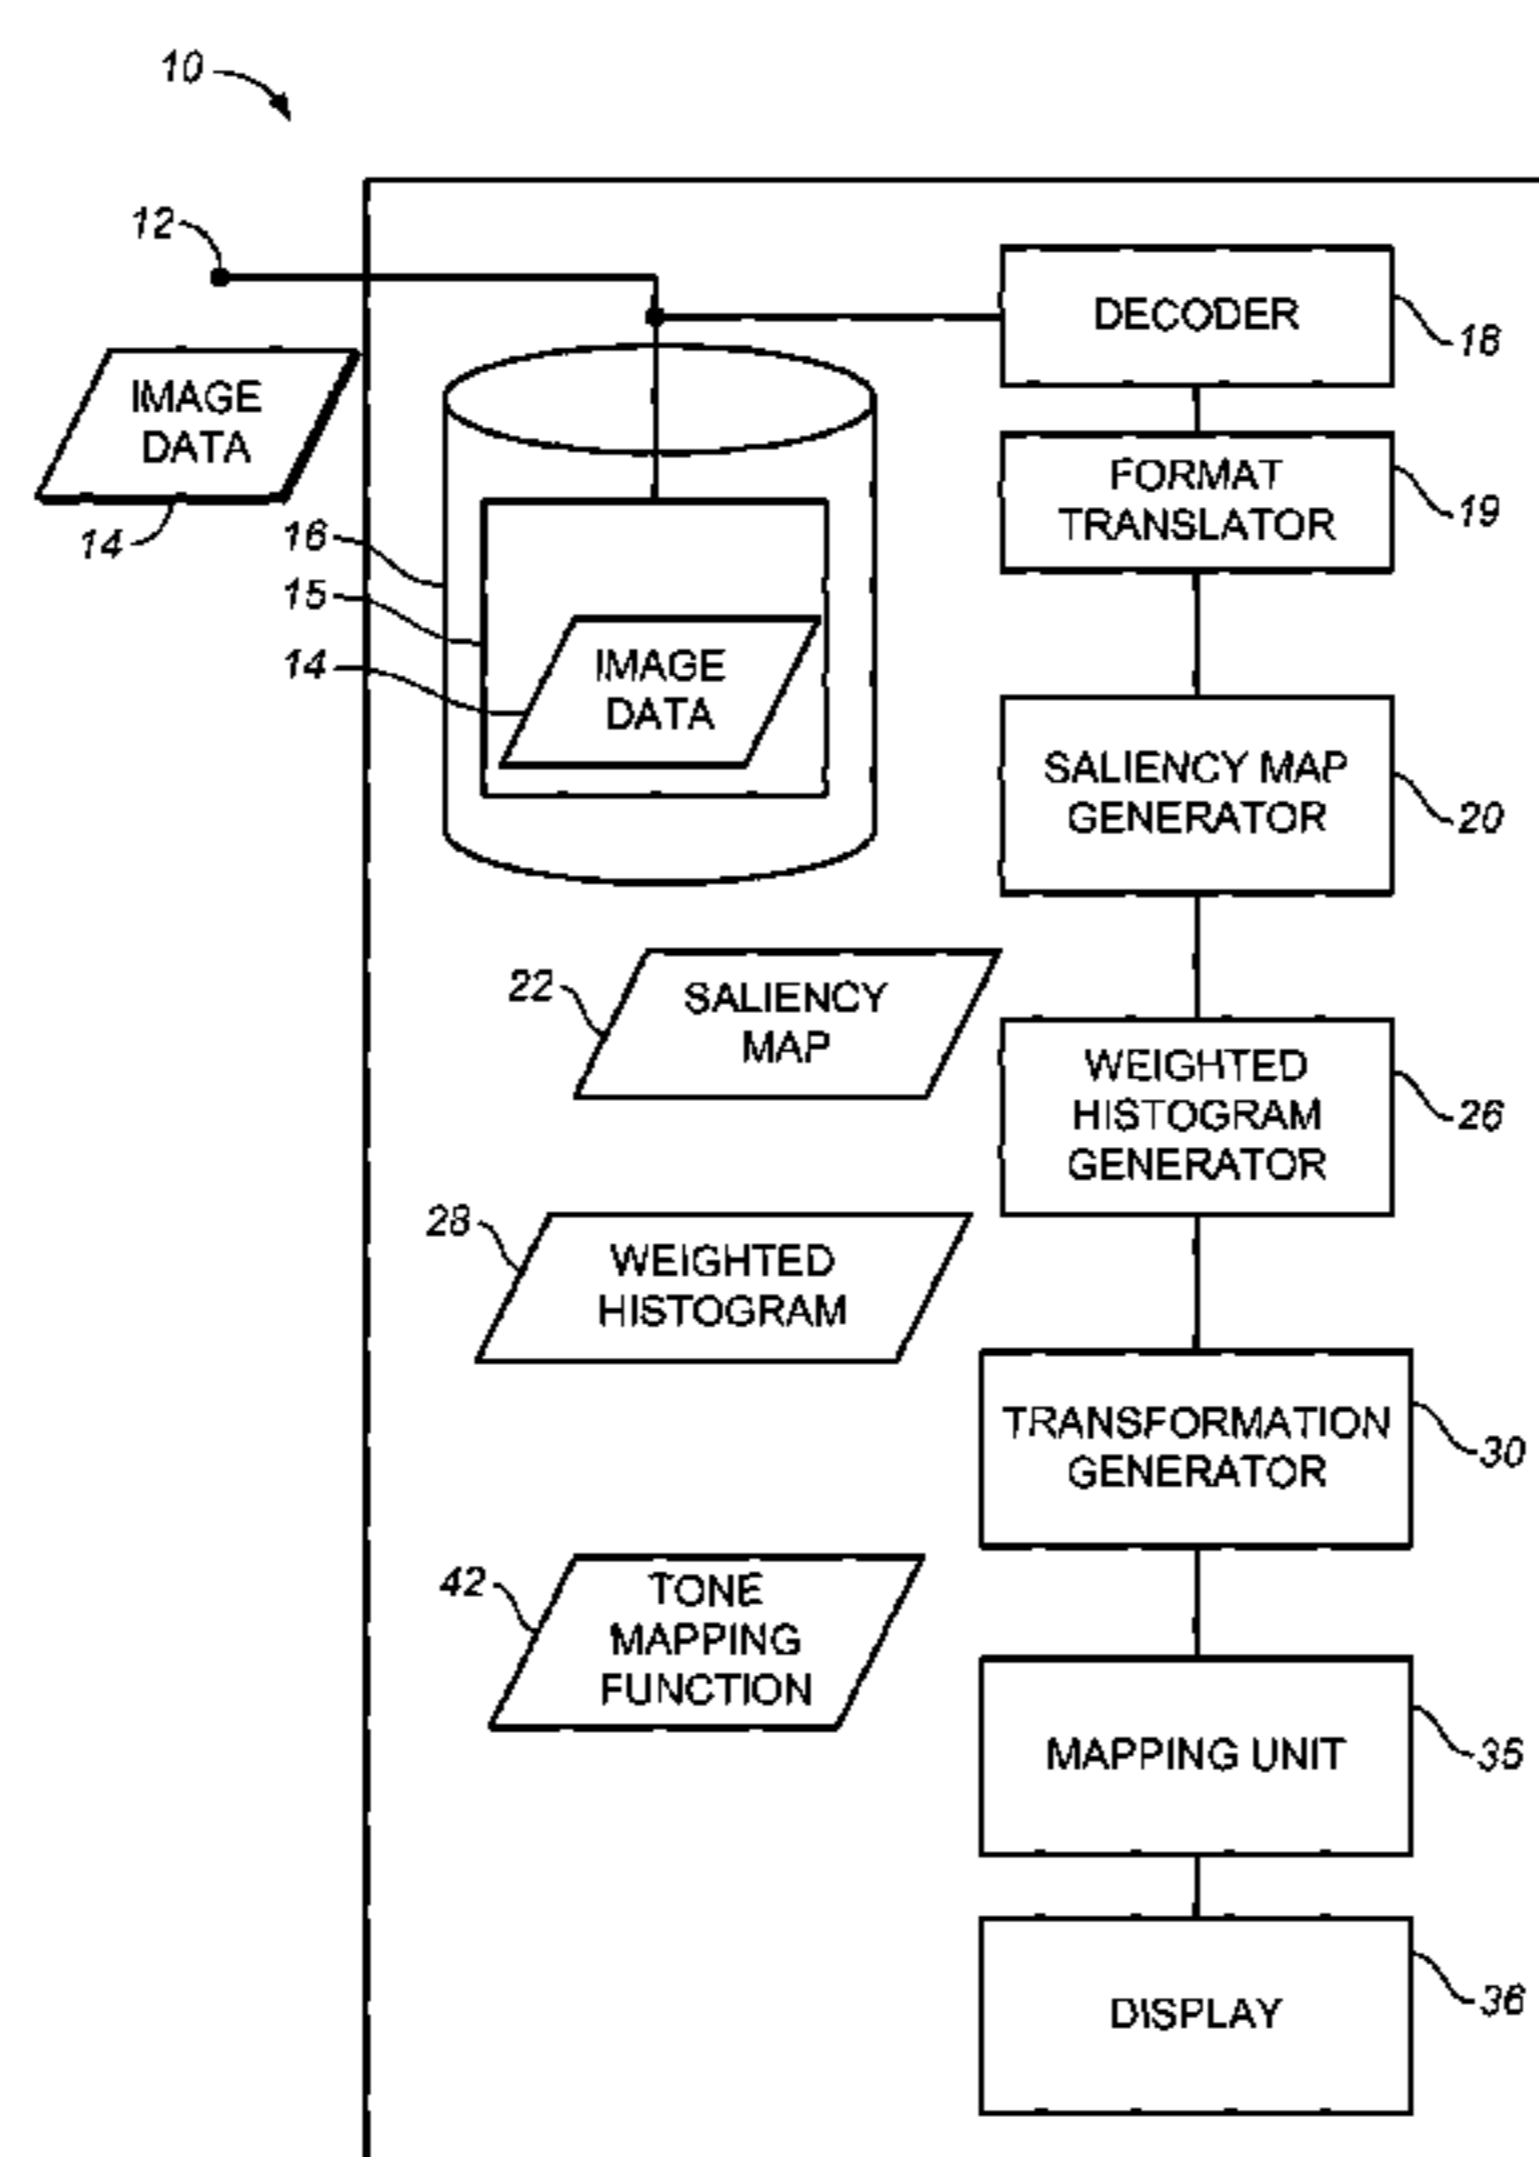 10
12
DECODER
18
IMAGE
DATA
14
FORMAT
TRANSLATOR
19
16
15
14
IMAGE
DATA
SALIENCY MAP
GENERATOR
20
22
SALIENCY
MAP
WEIGHTED
HISTOGRAM
GENERATOR
26
28
WEIGHTED
HISTOGRAM
TRANSFORMATION
GENERATOR
30
42
TONE
MAPPING
FUNCTION
MAPPING UNIT
35
DISPLAY
36